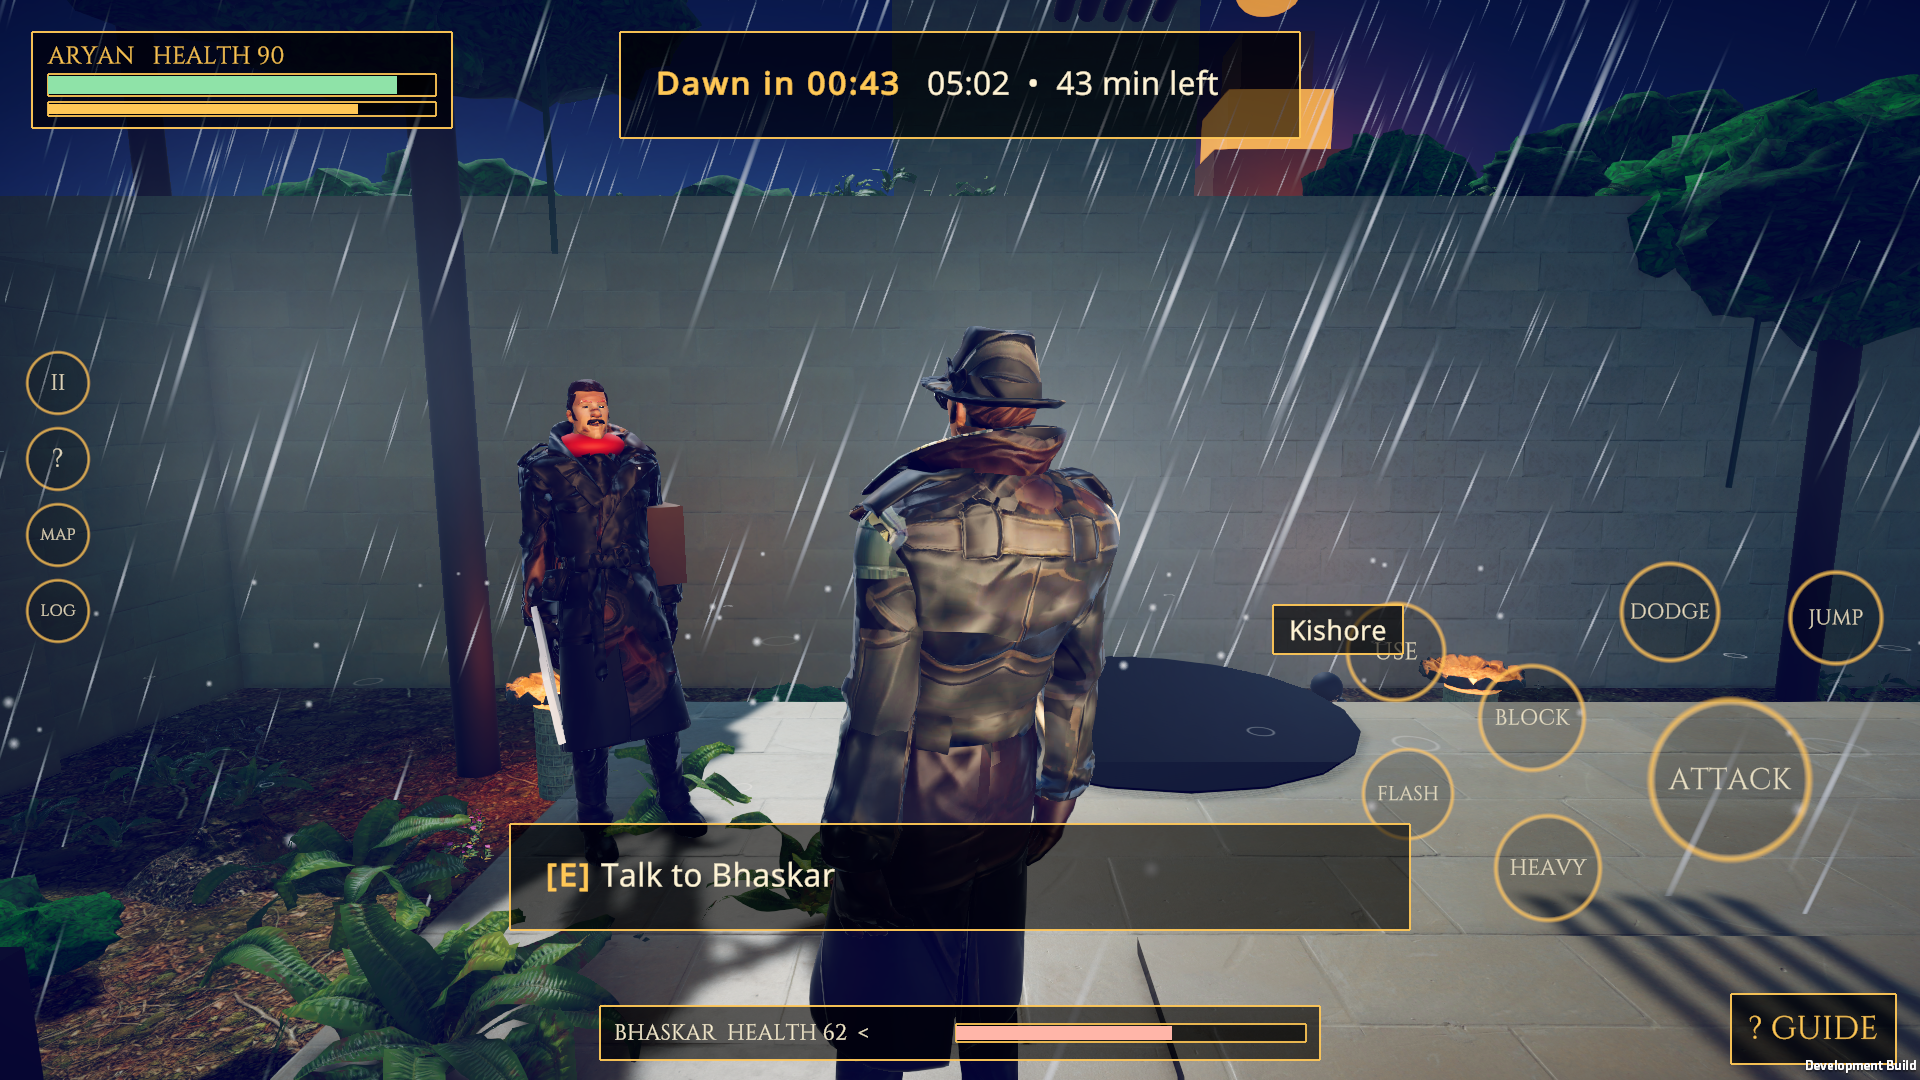 ARYAN HEALTH 90
Dawn in 00:43 05:02 • 43 min left
II
?
MAP
LOG
Kishore
USE
DODGE
JUMP
BLOCK
FLASH
ATTACK
HEAVY
[E] Talk to Bhaskar
BHASKAR HEALTH 62 <
? GUIDE
Development Build